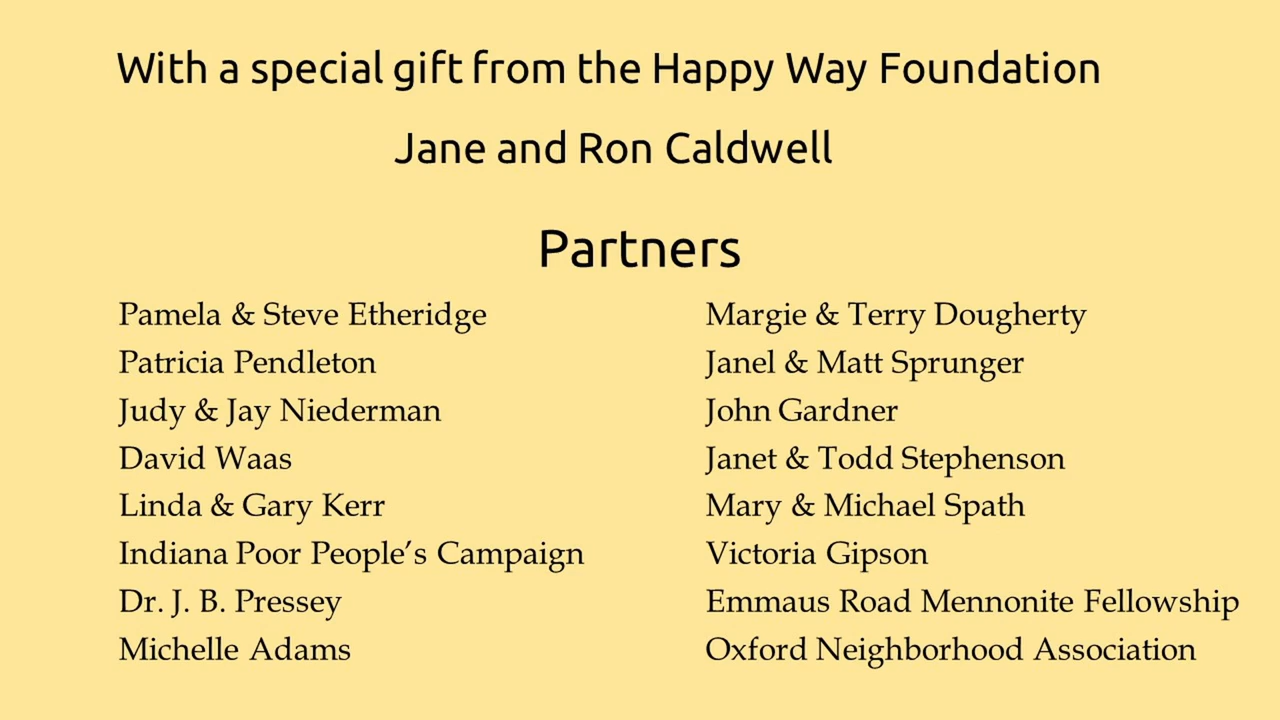 With a special gift from the Happy Way Foundation
Jane and Ron Caldwell
Partners
Pamela & Steve Etheridge
Patricia Pendleton
Judy & Jay Niederman
David Waas
Linda & Gary Kerr
Indiana Poor People’s Campaign
Dr. J. B. Pressey
Michelle Adams
Margie & Terry Dougherty
Janel & Matt Sprunger
John Gardner
Janet & Todd Stephenson
Mary & Michael Spath
Victoria Gipson
Emmaus Road Mennonite Fellowship
Oxford Neighborhood Association